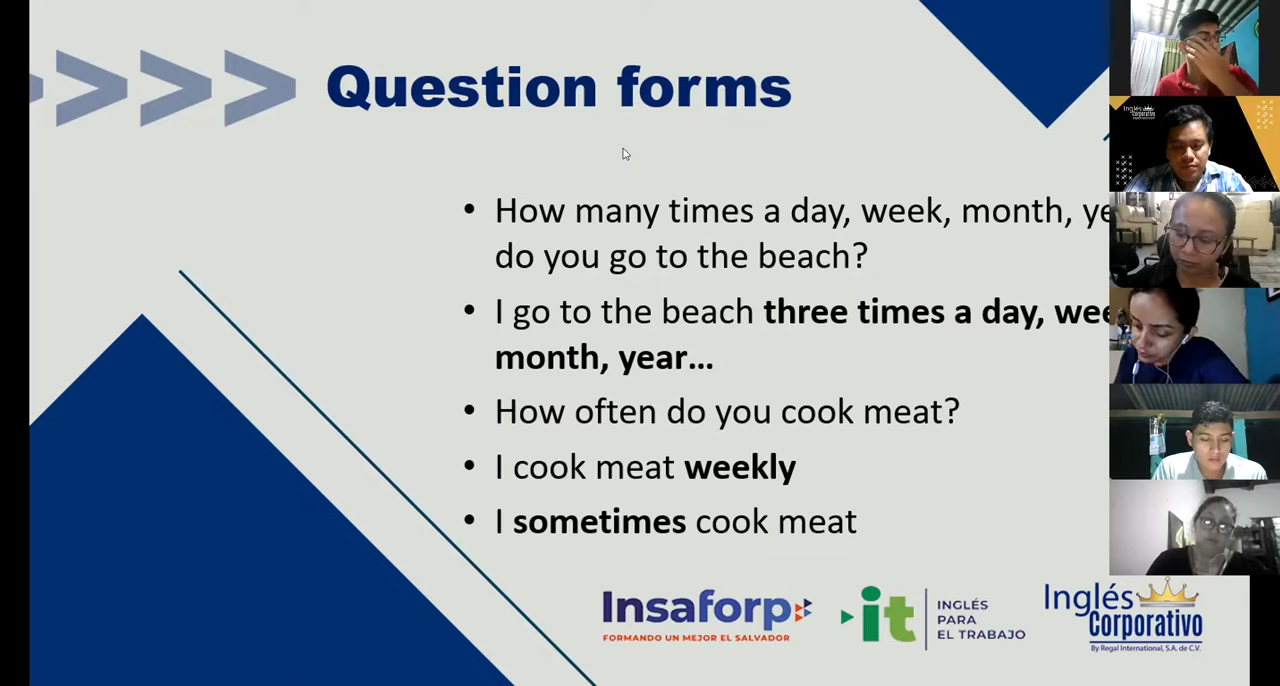 Question forms
• How many times a day, week, month, ye
do you go to the beach?
• I go to the beach three times a day, wee
month, year...
• How often do you cook meat?
• I cook meat weekly
• I sometimes cook meat
Insaforp
FORMANDO UN MEJOR EL SALVADOR
it
INGLÉS
PARA
EL TRABAJO
Inglés
Corporativo
By Regal International, S.A. de C.V.
Inglés
Corporativo